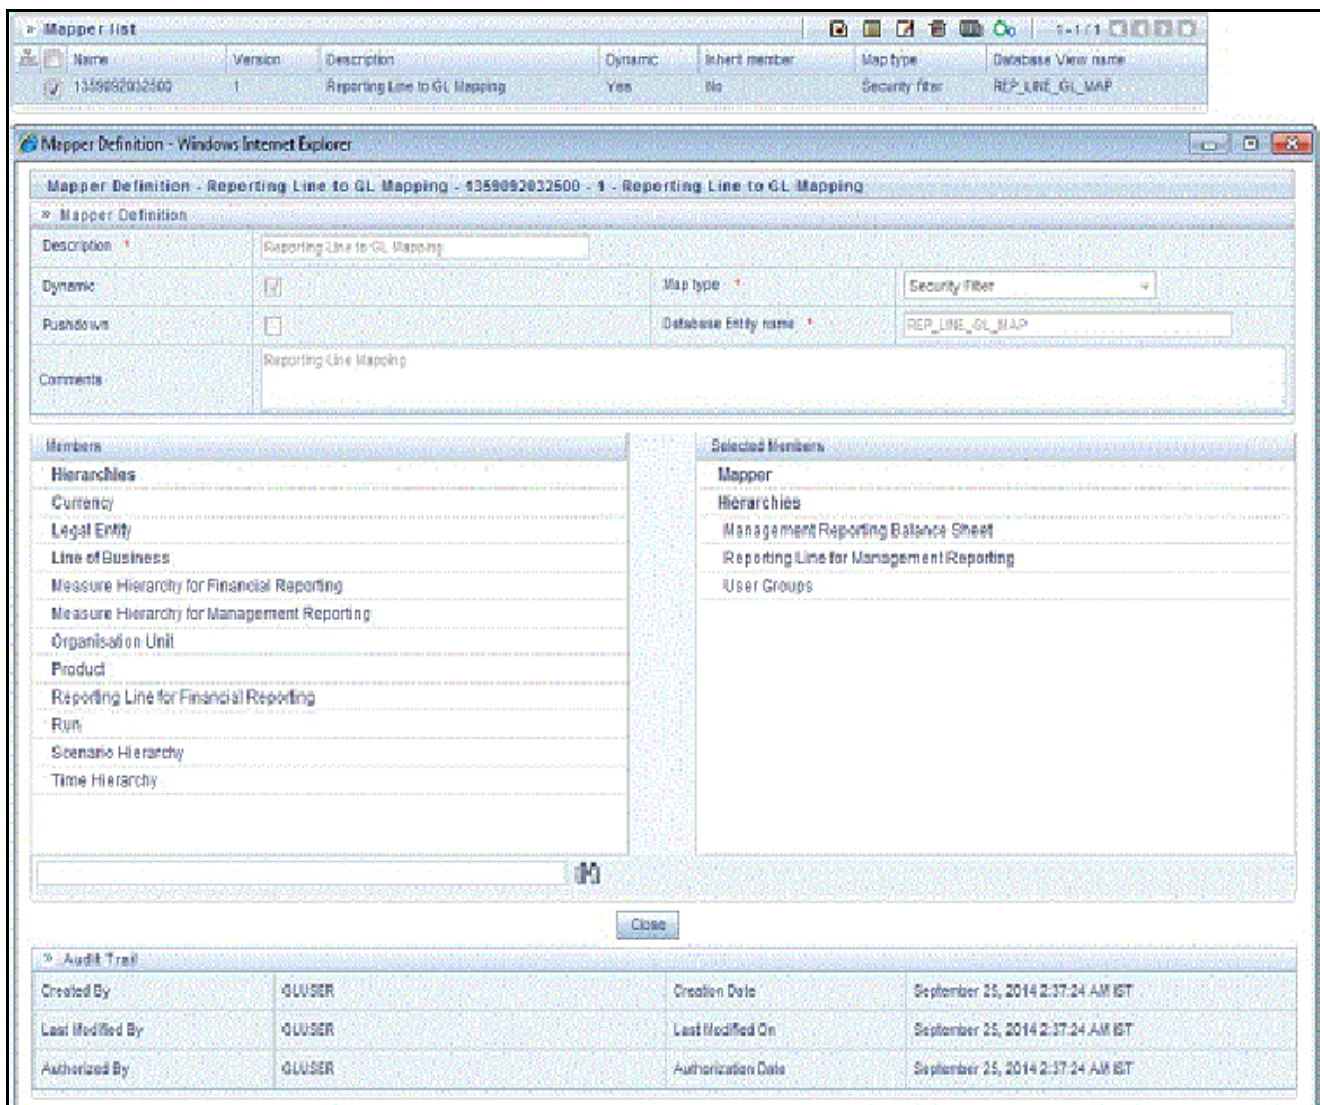 » Mapper list 1-1 / 1
Name Version Description Dynamic Inherit member Map type Database View name
1359092032500 1 Reporting Line to GL Mapping Yes No Security filter REP_LINE_GL_MAP
Mapper Definition - Windows Internet Explorer
Mapper Definition - Reporting Line to GL Mapping - 1359092032500 - 1 - Reporting Line to GL Mapping
» Mapper Definition
Description * Reporting Line to GL Mapping
Dynamic Map type * Security Filter
Pushdown Database Entity name * REP_LINE_GL_MAP
Comments Reporting Line Mapping
Members Selected Members
Hierarchies Mapper
Currency Hierarchies
Legal Entity Management Reporting Balance Sheet
Line of Business Reporting Line for Management Reporting
Measure Hierarchy for Financial Reporting User Groups
Measure Hierarchy for Management Reporting
Organisation Unit
Product
Reporting Line for Financial Reporting
Run
Scenario Hierarchy
Time Hierarchy
Close
» Audit Trail
Created By GLUSER Creation Date September 25, 2014 2:37:24 AM IST
Last Modified By GLUSER Last Modified On September 25, 2014 2:37:24 AM IST
Authorized By GLUSER Authorization Date September 25, 2014 2:37:24 AM IST